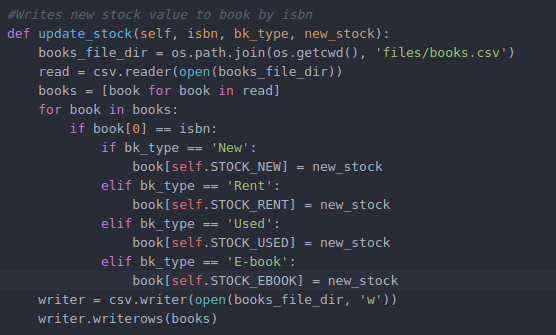 #Writes new stock value to book by isbn
def update_stock(self, isbn, bk_type, new_stock):
    books_file_dir = os.path.join(os.getcwd(), 'files/books.csv')
    read = csv.reader(open(books_file_dir))
    books = [book for book in read]
    for book in books:
        if book[0] == isbn:
            if bk_type == 'New':
                book[self.STOCK_NEW] = new_stock
            elif bk_type == 'Rent':
                book[self.STOCK_RENT] = new_stock
            elif bk_type == 'Used':
                book[self.STOCK_USED] = new_stock
            elif bk_type == 'E-book':
                book[self.STOCK_EBOOK] = new_stock
    writer = csv.writer(open(books_file_dir, 'w'))
    writer.writerows(books)